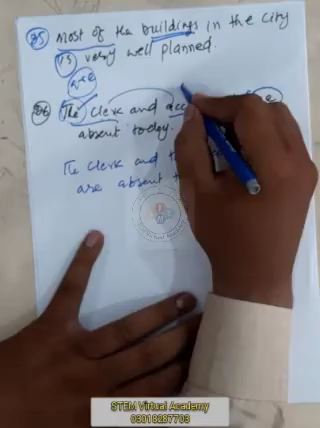 85 Most of the buildings in the City
is very well planned.
are
86 The Clerk and acc
absent today.
The Clerk and
are absent
STEM Virtual Academy
03018287703